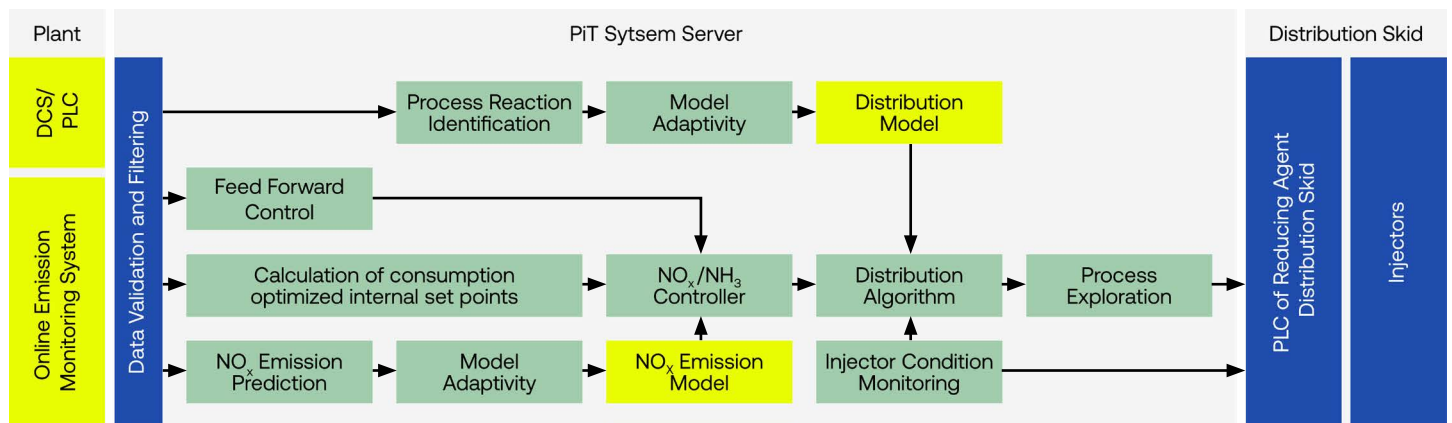 Plant
PiT Sytsem Server
Distribution Skid
DCS/
PLC
Online Emission
Monitoring System
Data Validation and Filtering
Process Reaction
Identification
Model
Adaptivity
Distribution
Model
Feed Forward
Control
Calculation of consumption
optimized internal set points
NOx/NH3
Controller
Distribution
Algorithm
Process
Exploration
NOx Emission
Prediction
Model
Adaptivity
NOX Emission
Model
Injector Condition
Monitoring
PLC of Reducing Agent
Distribution Skid
Injectors